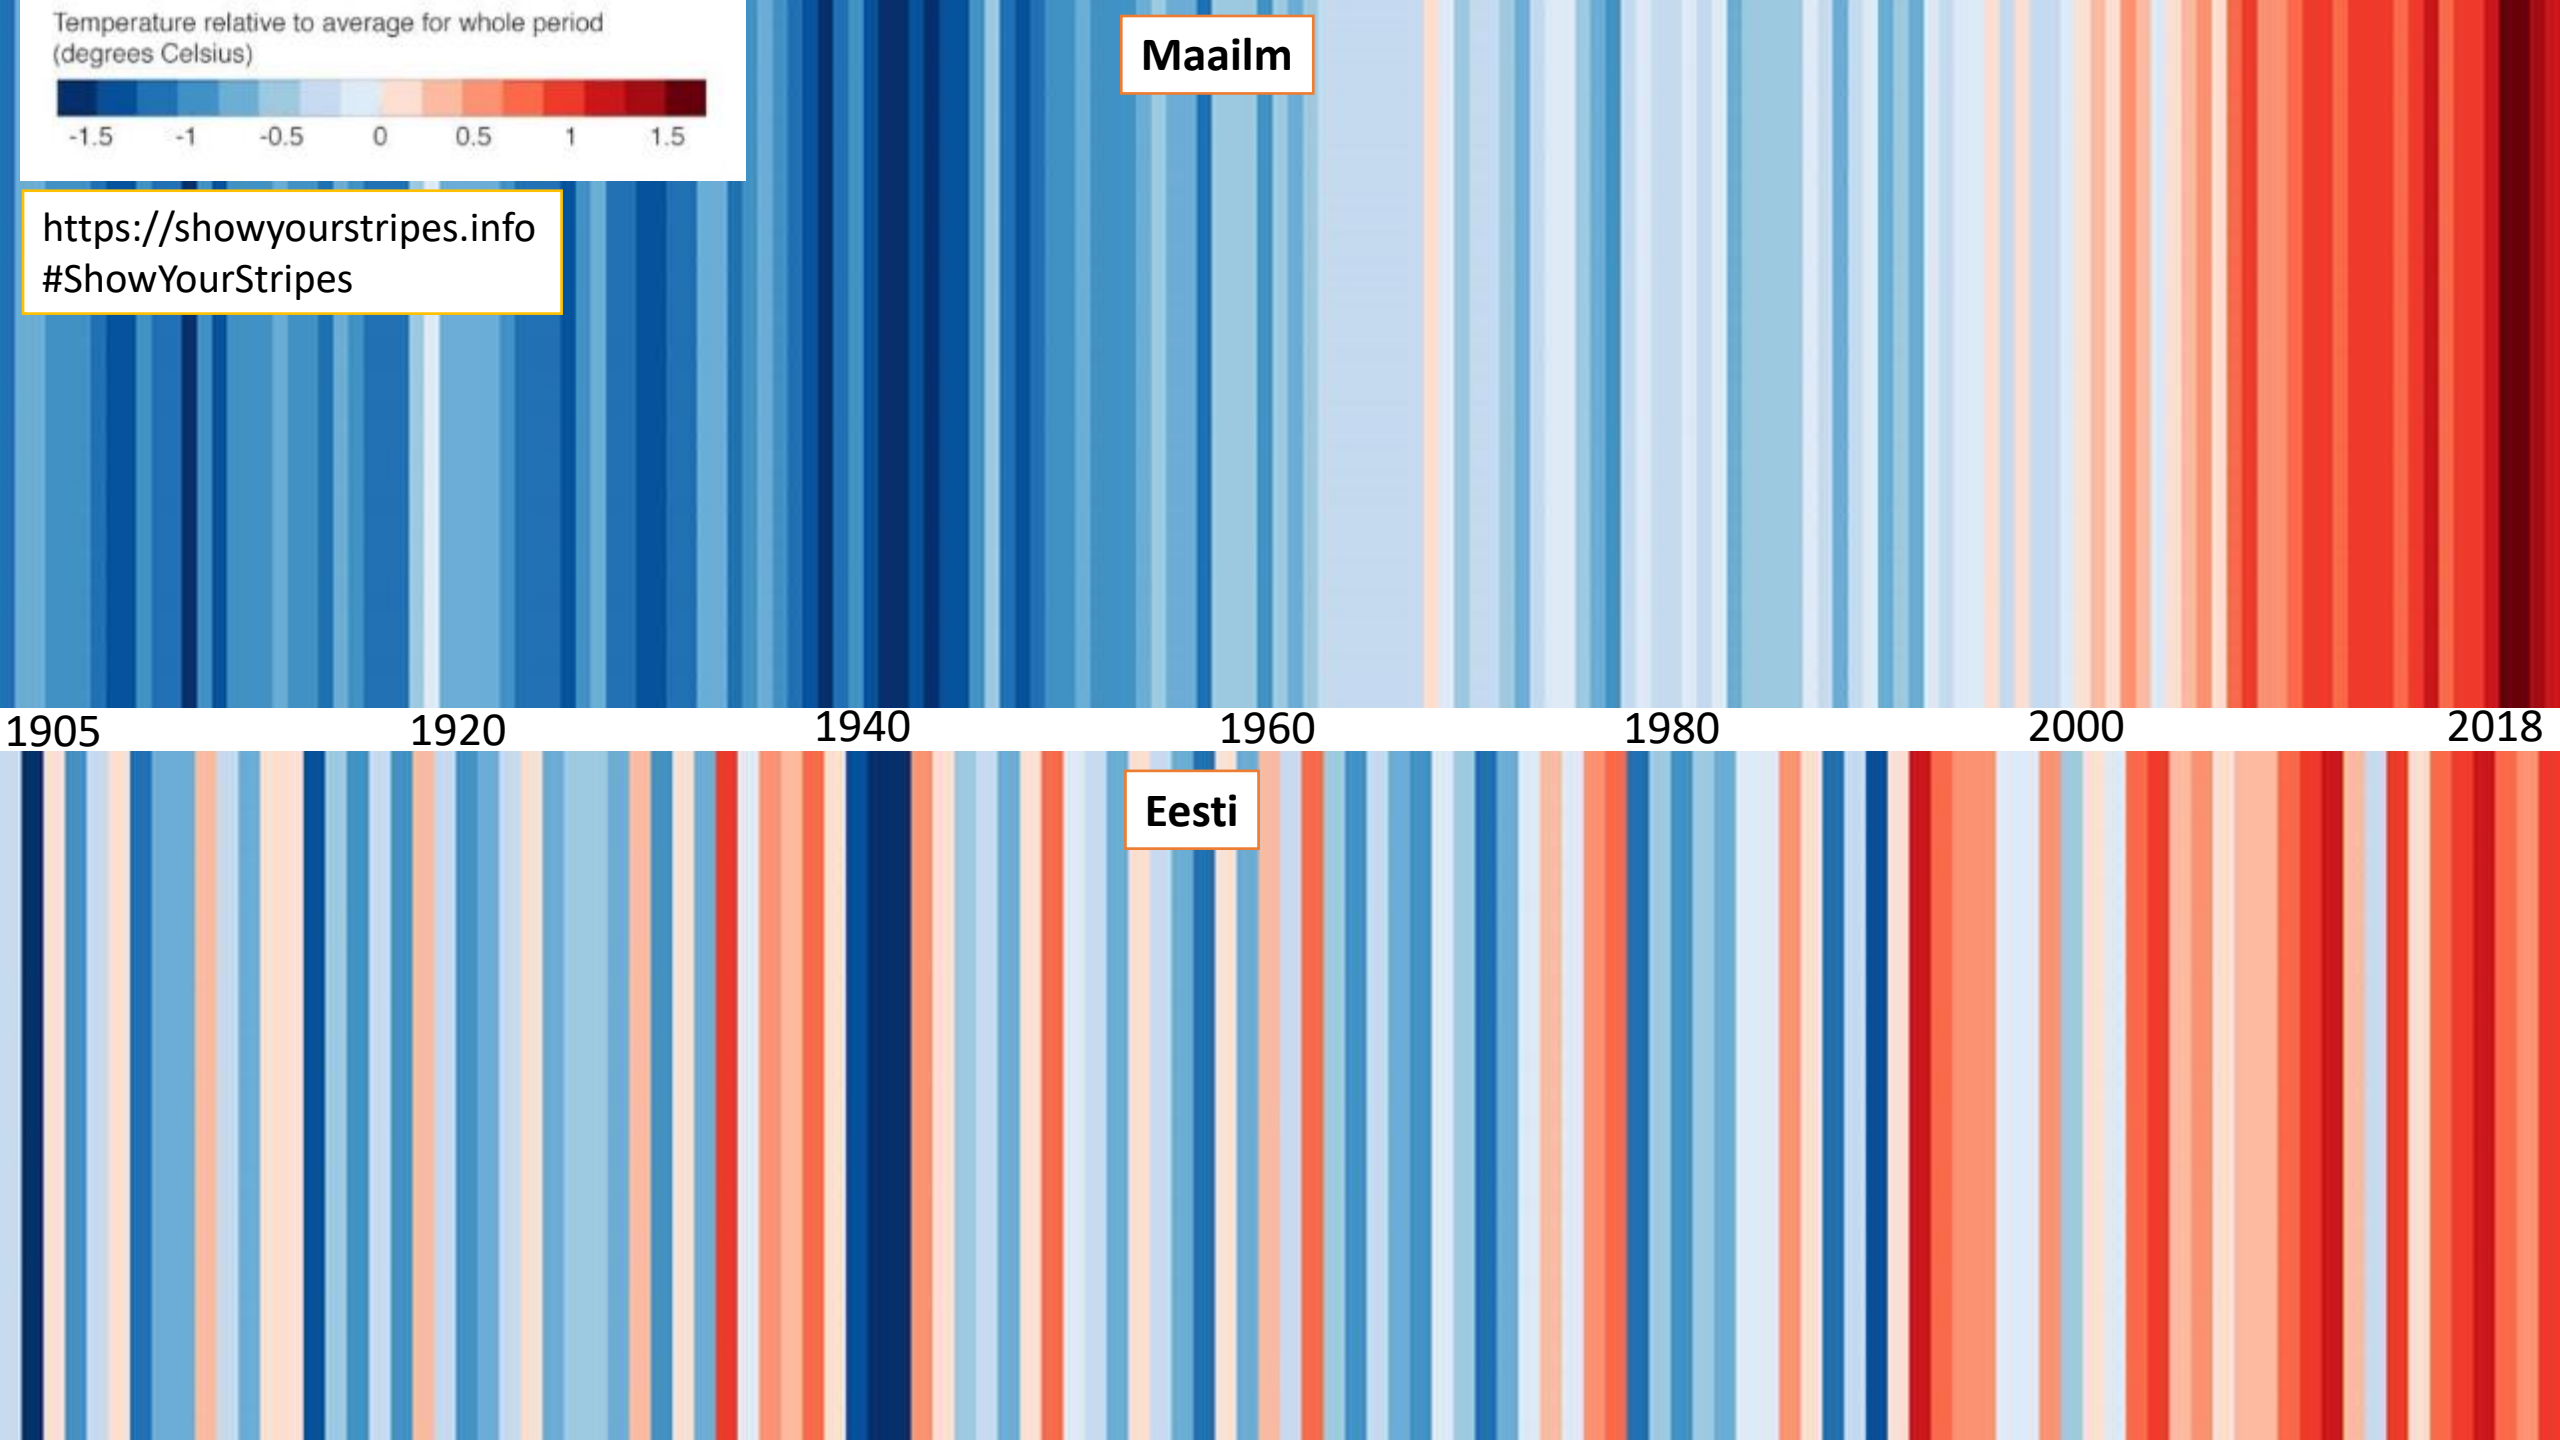 Temperature relative to average for whole period
(degrees Celsius)
-1.5 -1 -0.5 0 0.5 1 1.5
Maailm
https://showyourstripes.info
#ShowYourStripes
1905 1920 1940 1960 1980 2000 2018
Eesti